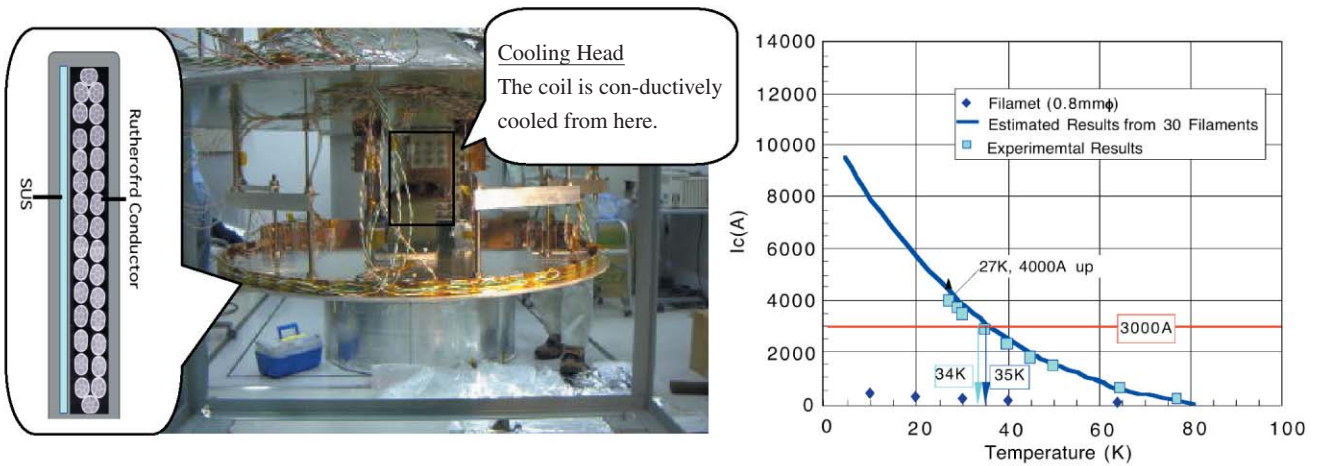 Rutherofrd Conductor
SUS
Cooling Head
The coil is con-ductively
cooled from here.
14000
12000
10000
8000
6000
4000
2000
0
Ic(A)
Filamet (0.8mmϕ)
Estimated Results from 30 Filaments
Experimemtal Results
27K, 4000A up
3000A
34K
35K
0
20
40
60
80
100
Temperature (K)